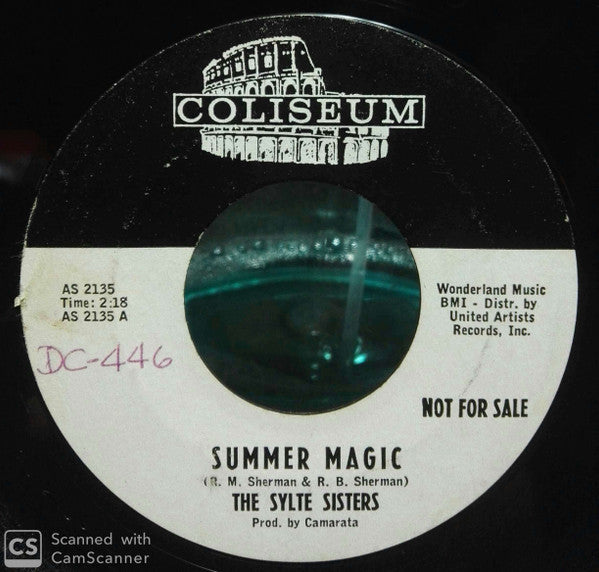 COLISEUM
AS 2135
Time: 2:18
AS 2135 A
DC-446
Wonderland Music
BMI - Distr. by
United Artists
Records, Inc.
NOT FOR SALE
SUMMER MAGIC
(R. M. Sherman & R. B. Sherman)
THE SYLTE SISTERS
Prod. by Camarata
CS Scanned with
CamScanner